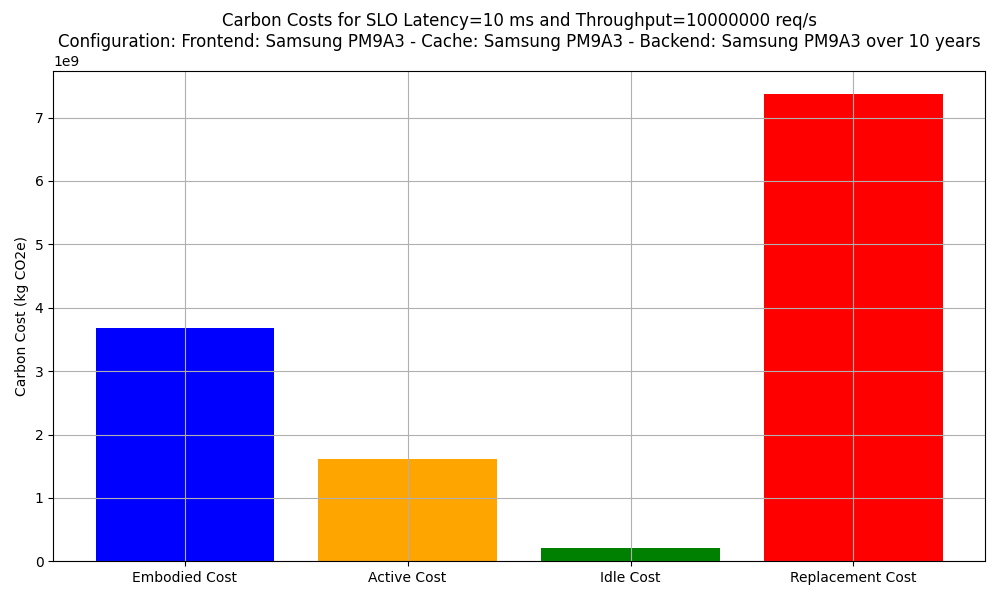 Carbon Costs for SLO Latency=10 ms and Throughput=10000000 req/s
Configuration: Frontend: Samsung PM9A3 - Cache: Samsung PM9A3 - Backend: Samsung PM9A3 over 10 years
1e9
7
6
5
4
3
2
1
0
Carbon Cost (kg CO2e)
Embodied Cost
Active Cost
Idle Cost
Replacement Cost